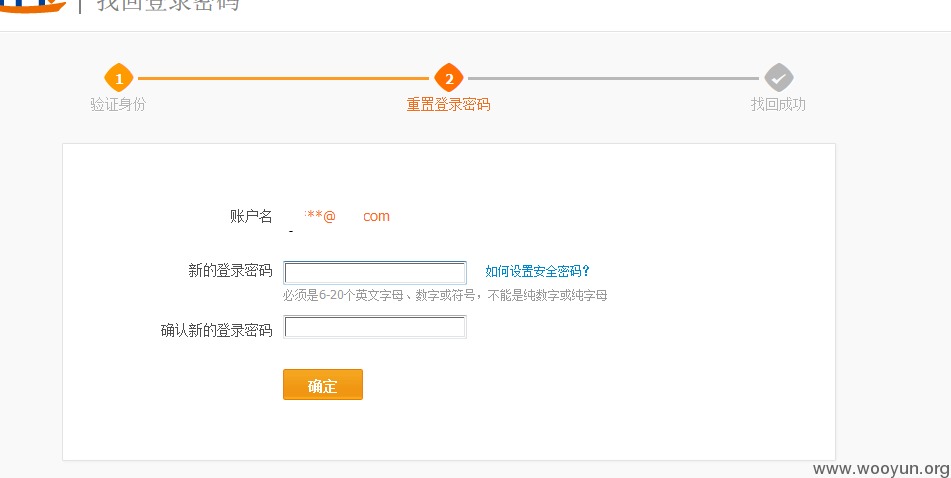 找回登录密码
1
2
验证身份
重置登录密码
找回成功
账户名 **@ com
新的登录密码
如何设置安全密码?
必须是6-20个英文字母、数字或符号，不能是纯数字或纯字母
确认新的登录密码
确定
www.wooyun.org